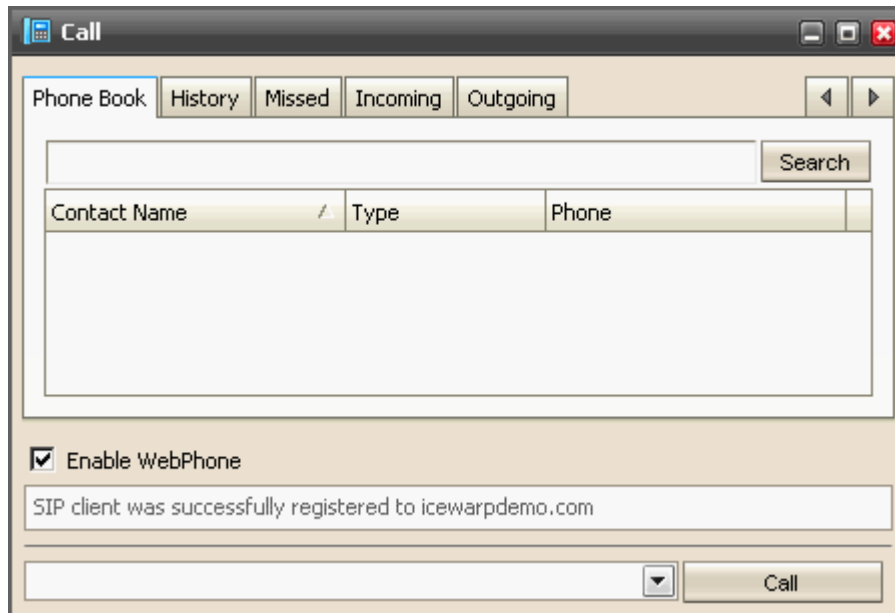 Call
Phone Book History Missed Incoming Outgoing
Search
Contact Name Type Phone
Enable WebPhone
SIP client was successfully registered to icewarpdemo.com
Call